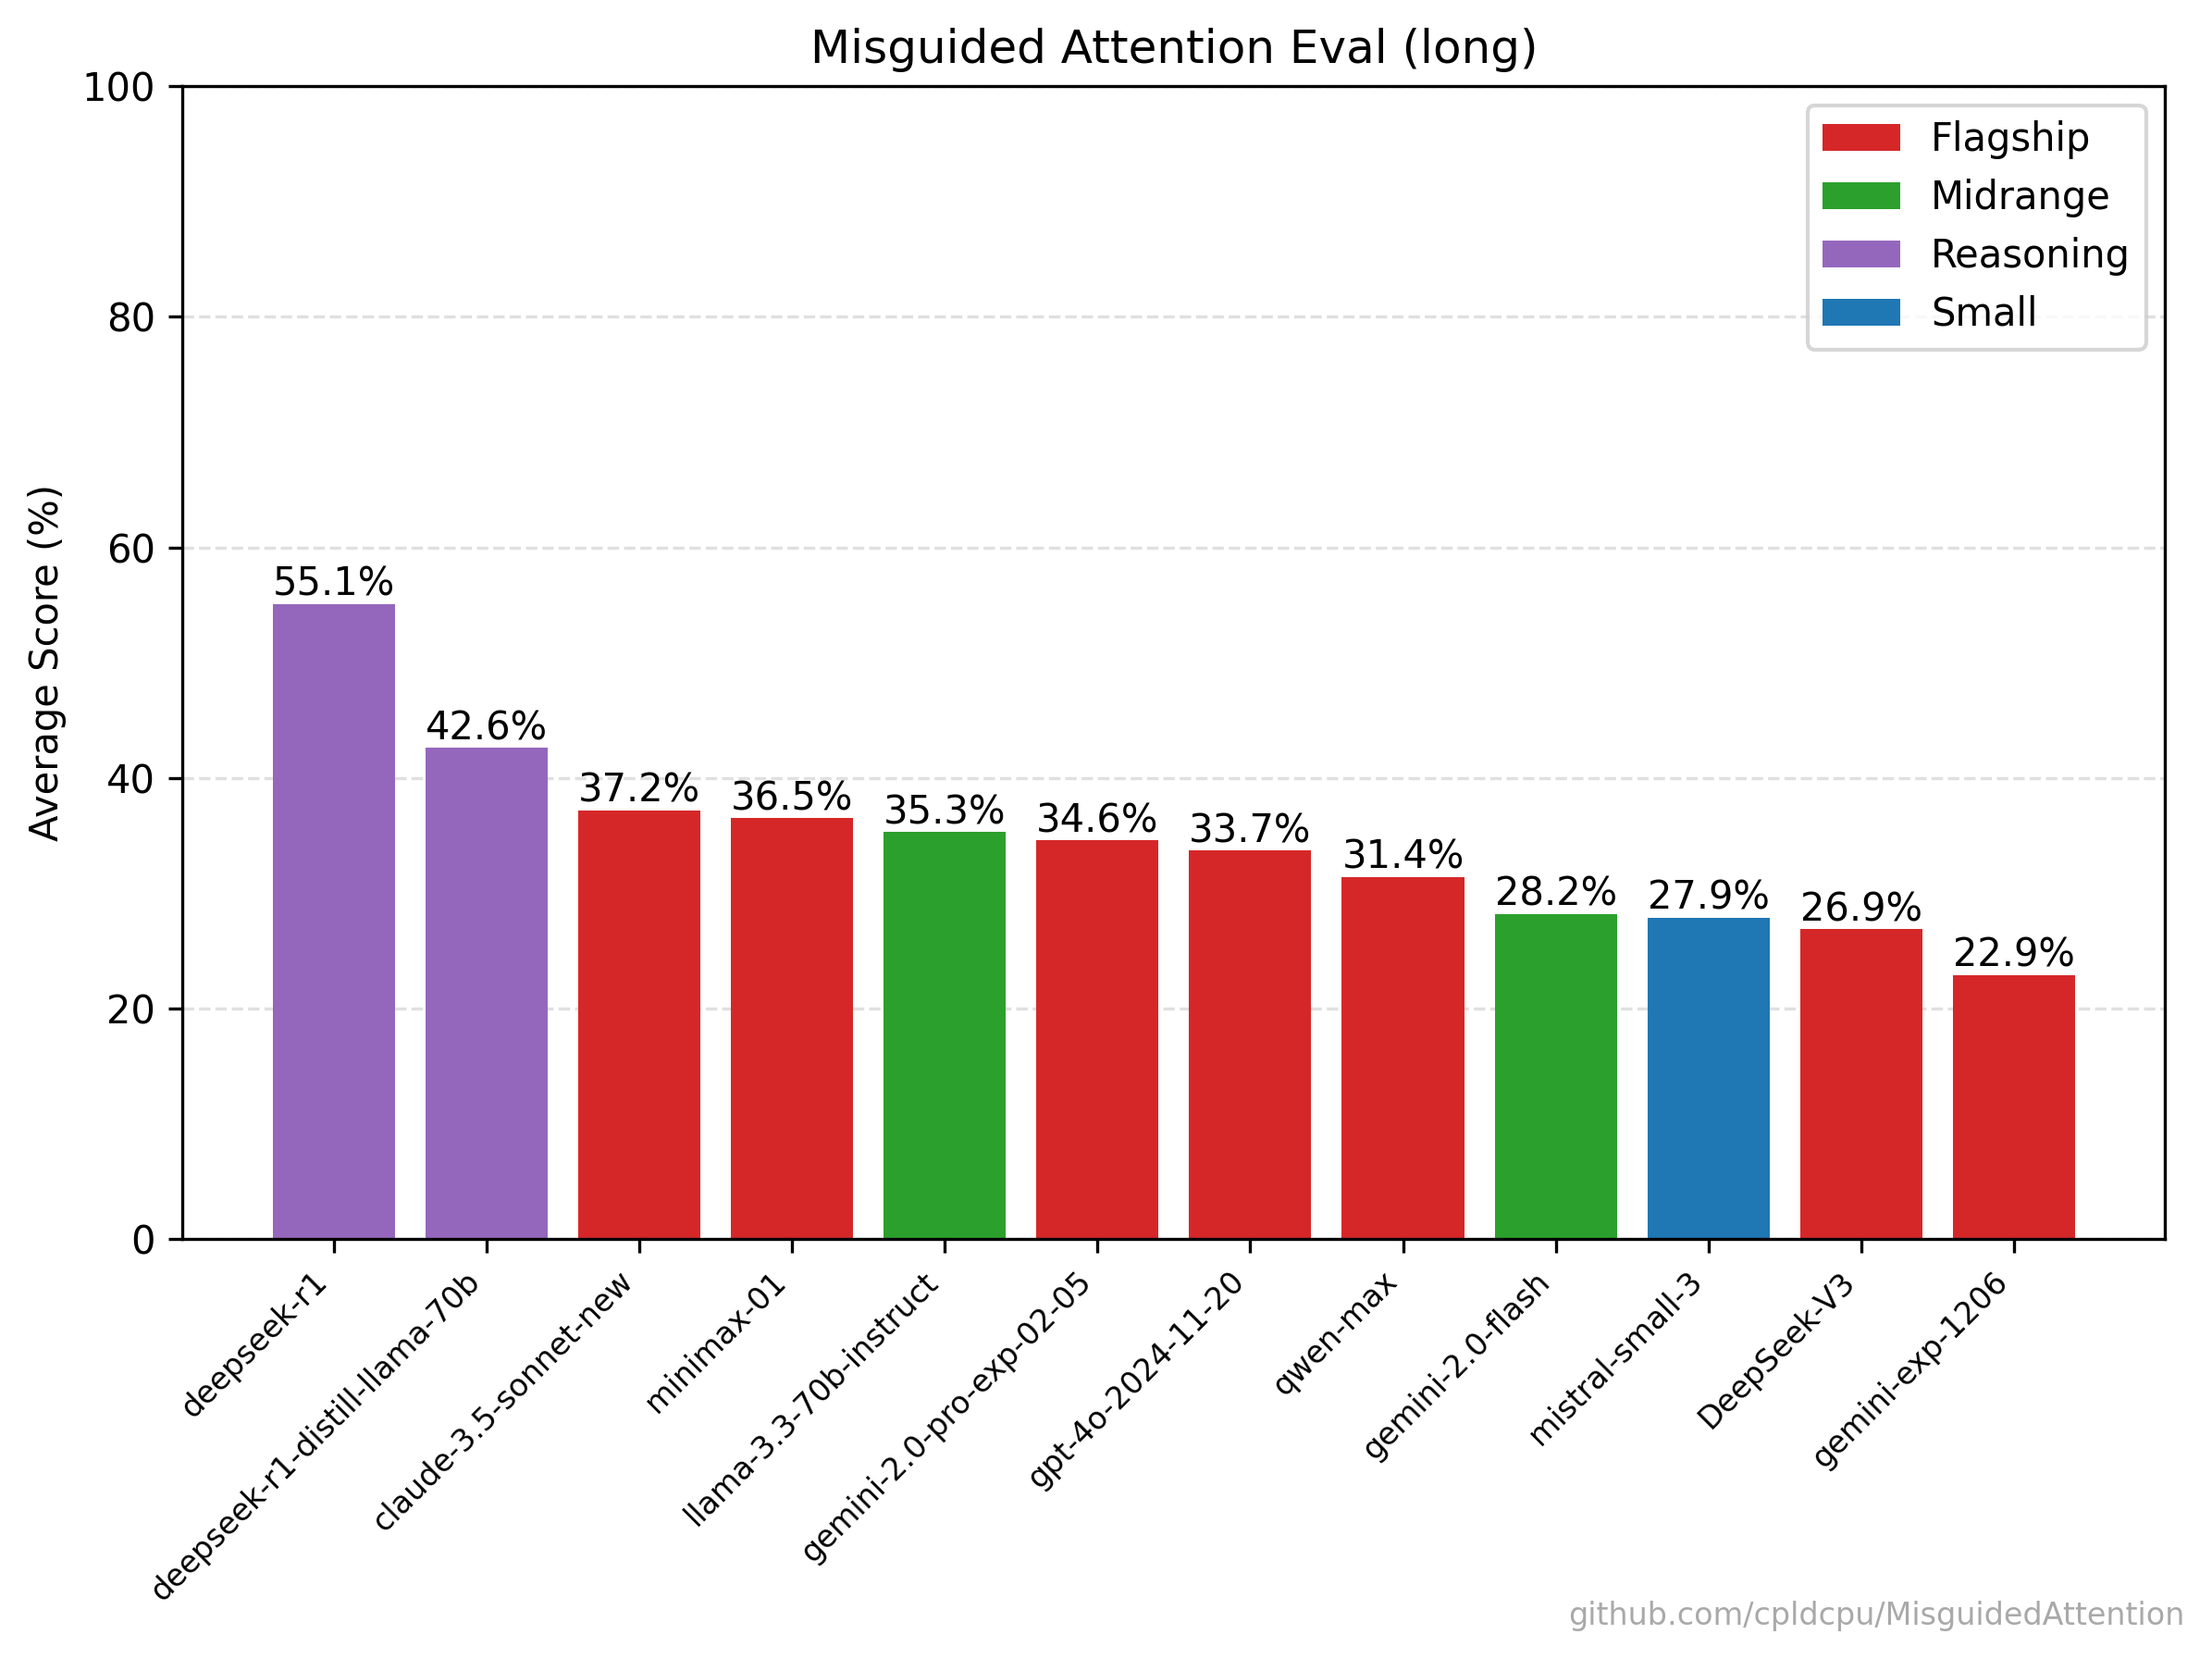 Misguided Attention Eval (long)
Average Score (%)
100
80
60
40
20
0
Flagship
Midrange
Reasoning
Small
55.1%
42.6%
37.2%
36.5%
35.3%
34.6%
33.7%
31.4%
28.2%
27.9%
26.9%
22.9%
deepseek-r1
deepseek-r1-distill-llama-70b
claude-3.5-sonnet-new
minimax-01
llama-3.3-70b-instruct
gemini-2.0-pro-exp-02-05
gpt-4o-2024-11-20
qwen-max
gemini-2.0-flash
mistral-small-3
DeepSeek-V3
gemini-exp-1206
github.com/cpldcpu/MisguidedAttention